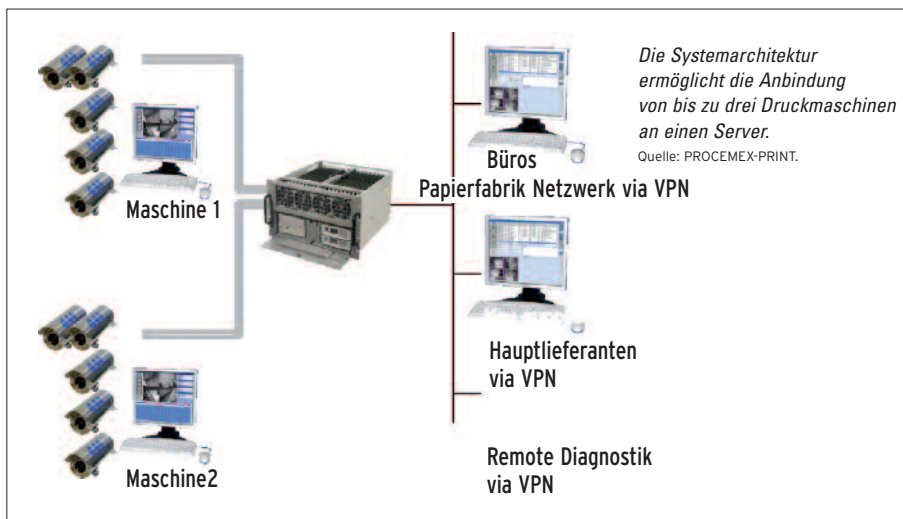 Die Systemarchitektur
ermöglicht die Anbindung
von bis zu drei Druckmaschinen
an einen Server.
Quelle: PROCEMEX-PRINT.
Maschine 1
Büros
Papierfabrik Netzwerk via VPN
Hauptlieferanten
via VPN
Maschine2
Remote Diagnostik
via VPN